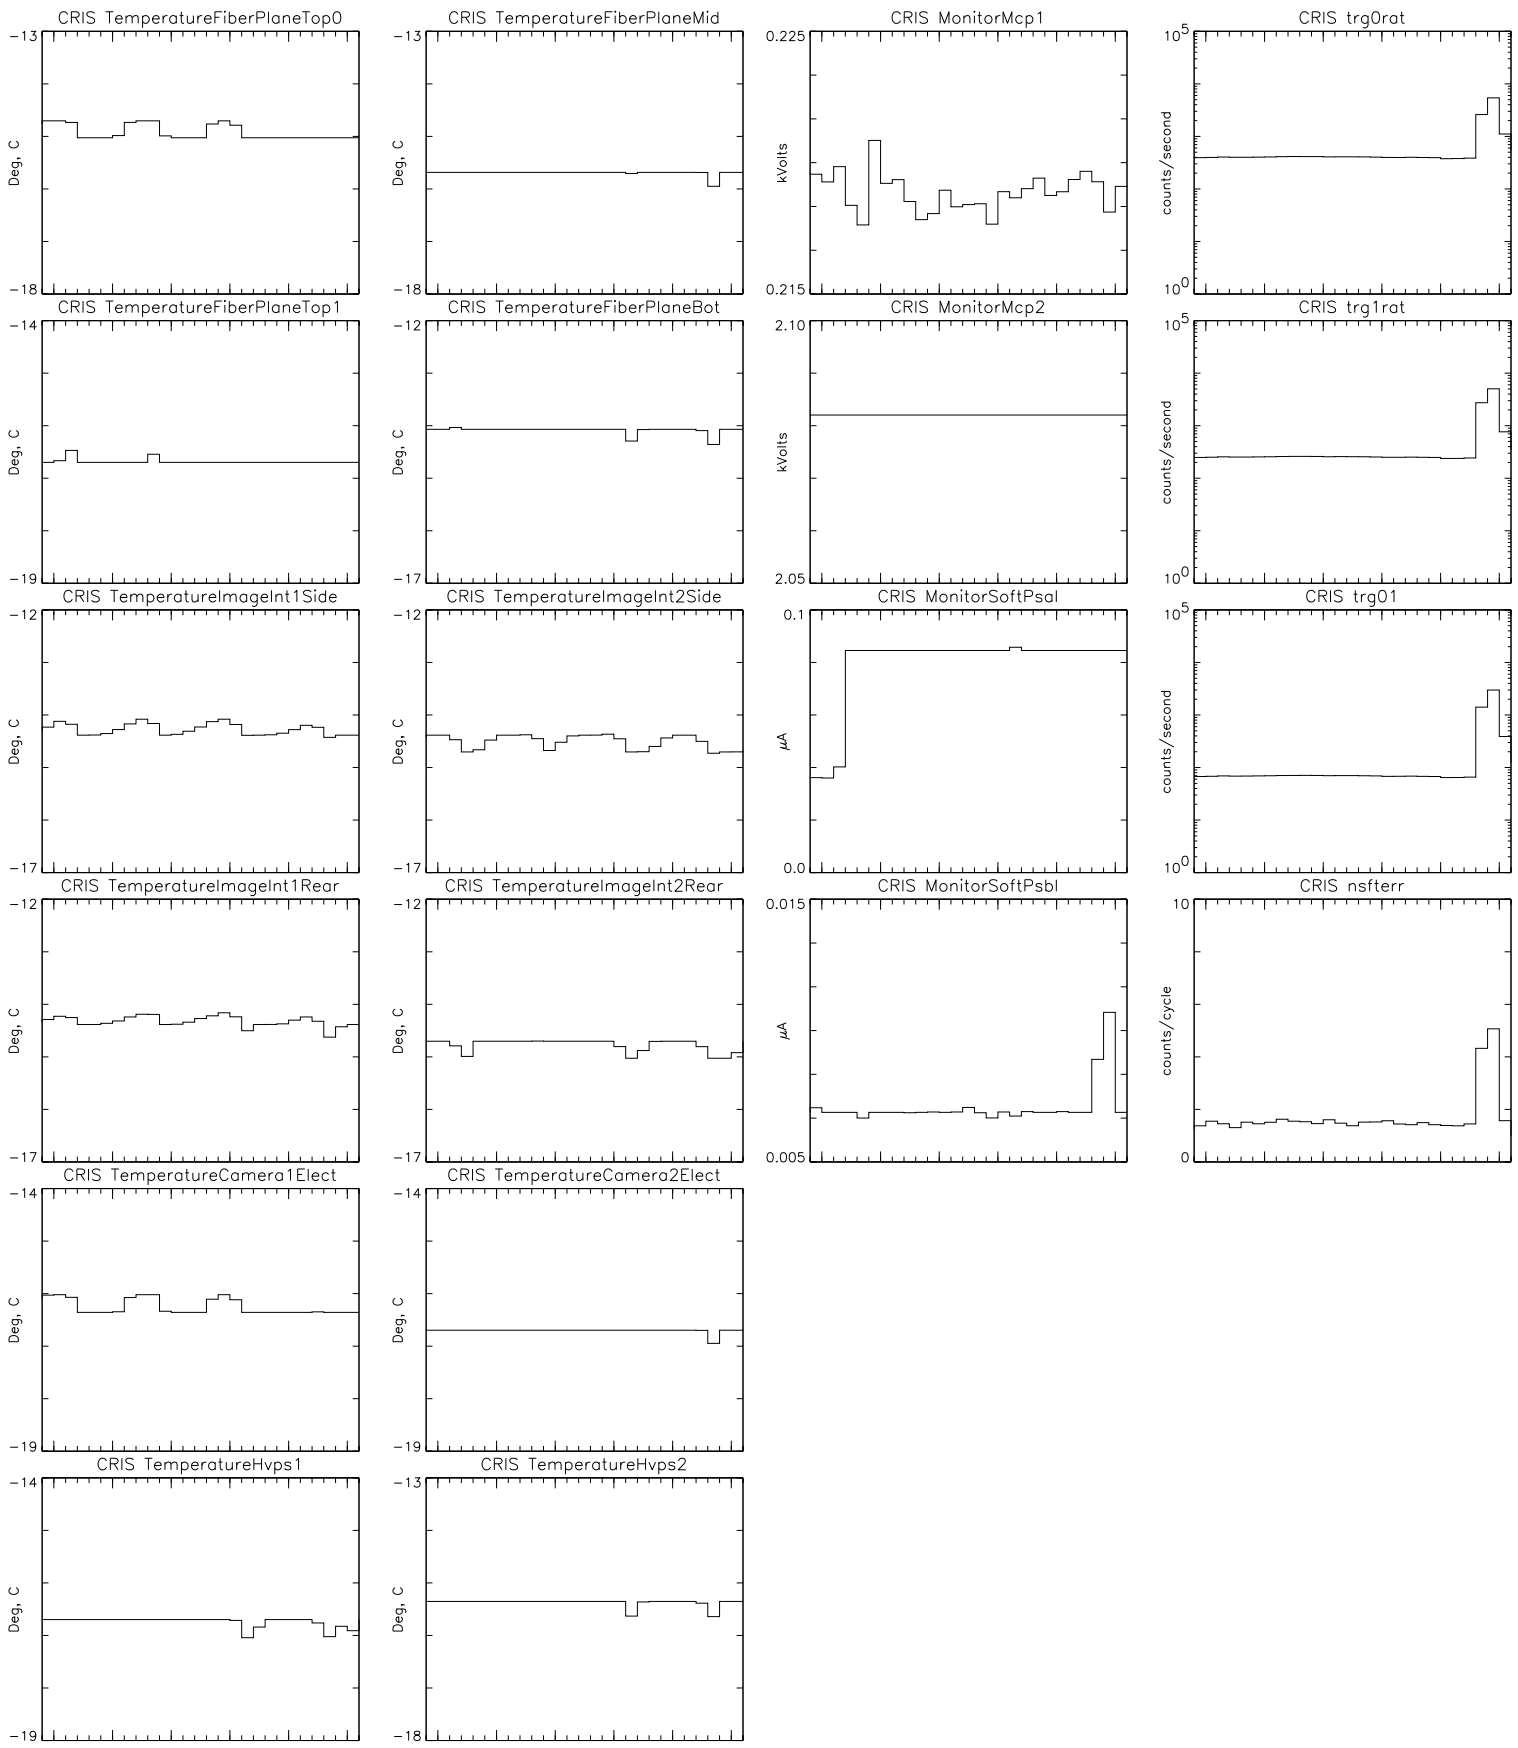 CRIS TemperatureFiberPlaneTop0
-13
Deg, C
-18
CRIS TemperatureFiberPlaneMid
-13
Deg, C
-18
CRIS MonitorMcp1
0.225
kVolts
0.215
CRIS trg0rat
10^5
counts/second
10^0
CRIS TemperatureFiberPlaneTop1
-14
Deg, C
-19
CRIS TemperatureFiberPlaneBot
-12
Deg, C
-17
CRIS MonitorMcp2
2.10
kVolts
2.05
CRIS trg1rat
10^5
counts/second
10^0
CRIS TemperatureImageInt1Side
-12
Deg, C
-17
CRIS TemperatureImageInt2Side
-12
Deg, C
-17
CRIS MonitorSoftPsaI
0.1
μA
0.0
CRIS trg01
10^5
counts/second
10^0
CRIS TemperatureImageInt1Rear
-12
Deg, C
-17
CRIS TemperatureImageInt2Rear
-12
Deg, C
-17
CRIS MonitorSoftPsbI
0.015
μA
0.005
CRIS nsfterr
10
counts/cycle
0
CRIS TemperatureCamera1Elect
-14
Deg, C
-19
CRIS TemperatureCamera2Elect
-14
Deg, C
-19
CRIS TemperatureHvps1
-14
Deg, C
-19
CRIS TemperatureHvps2
-13
Deg, C
-18